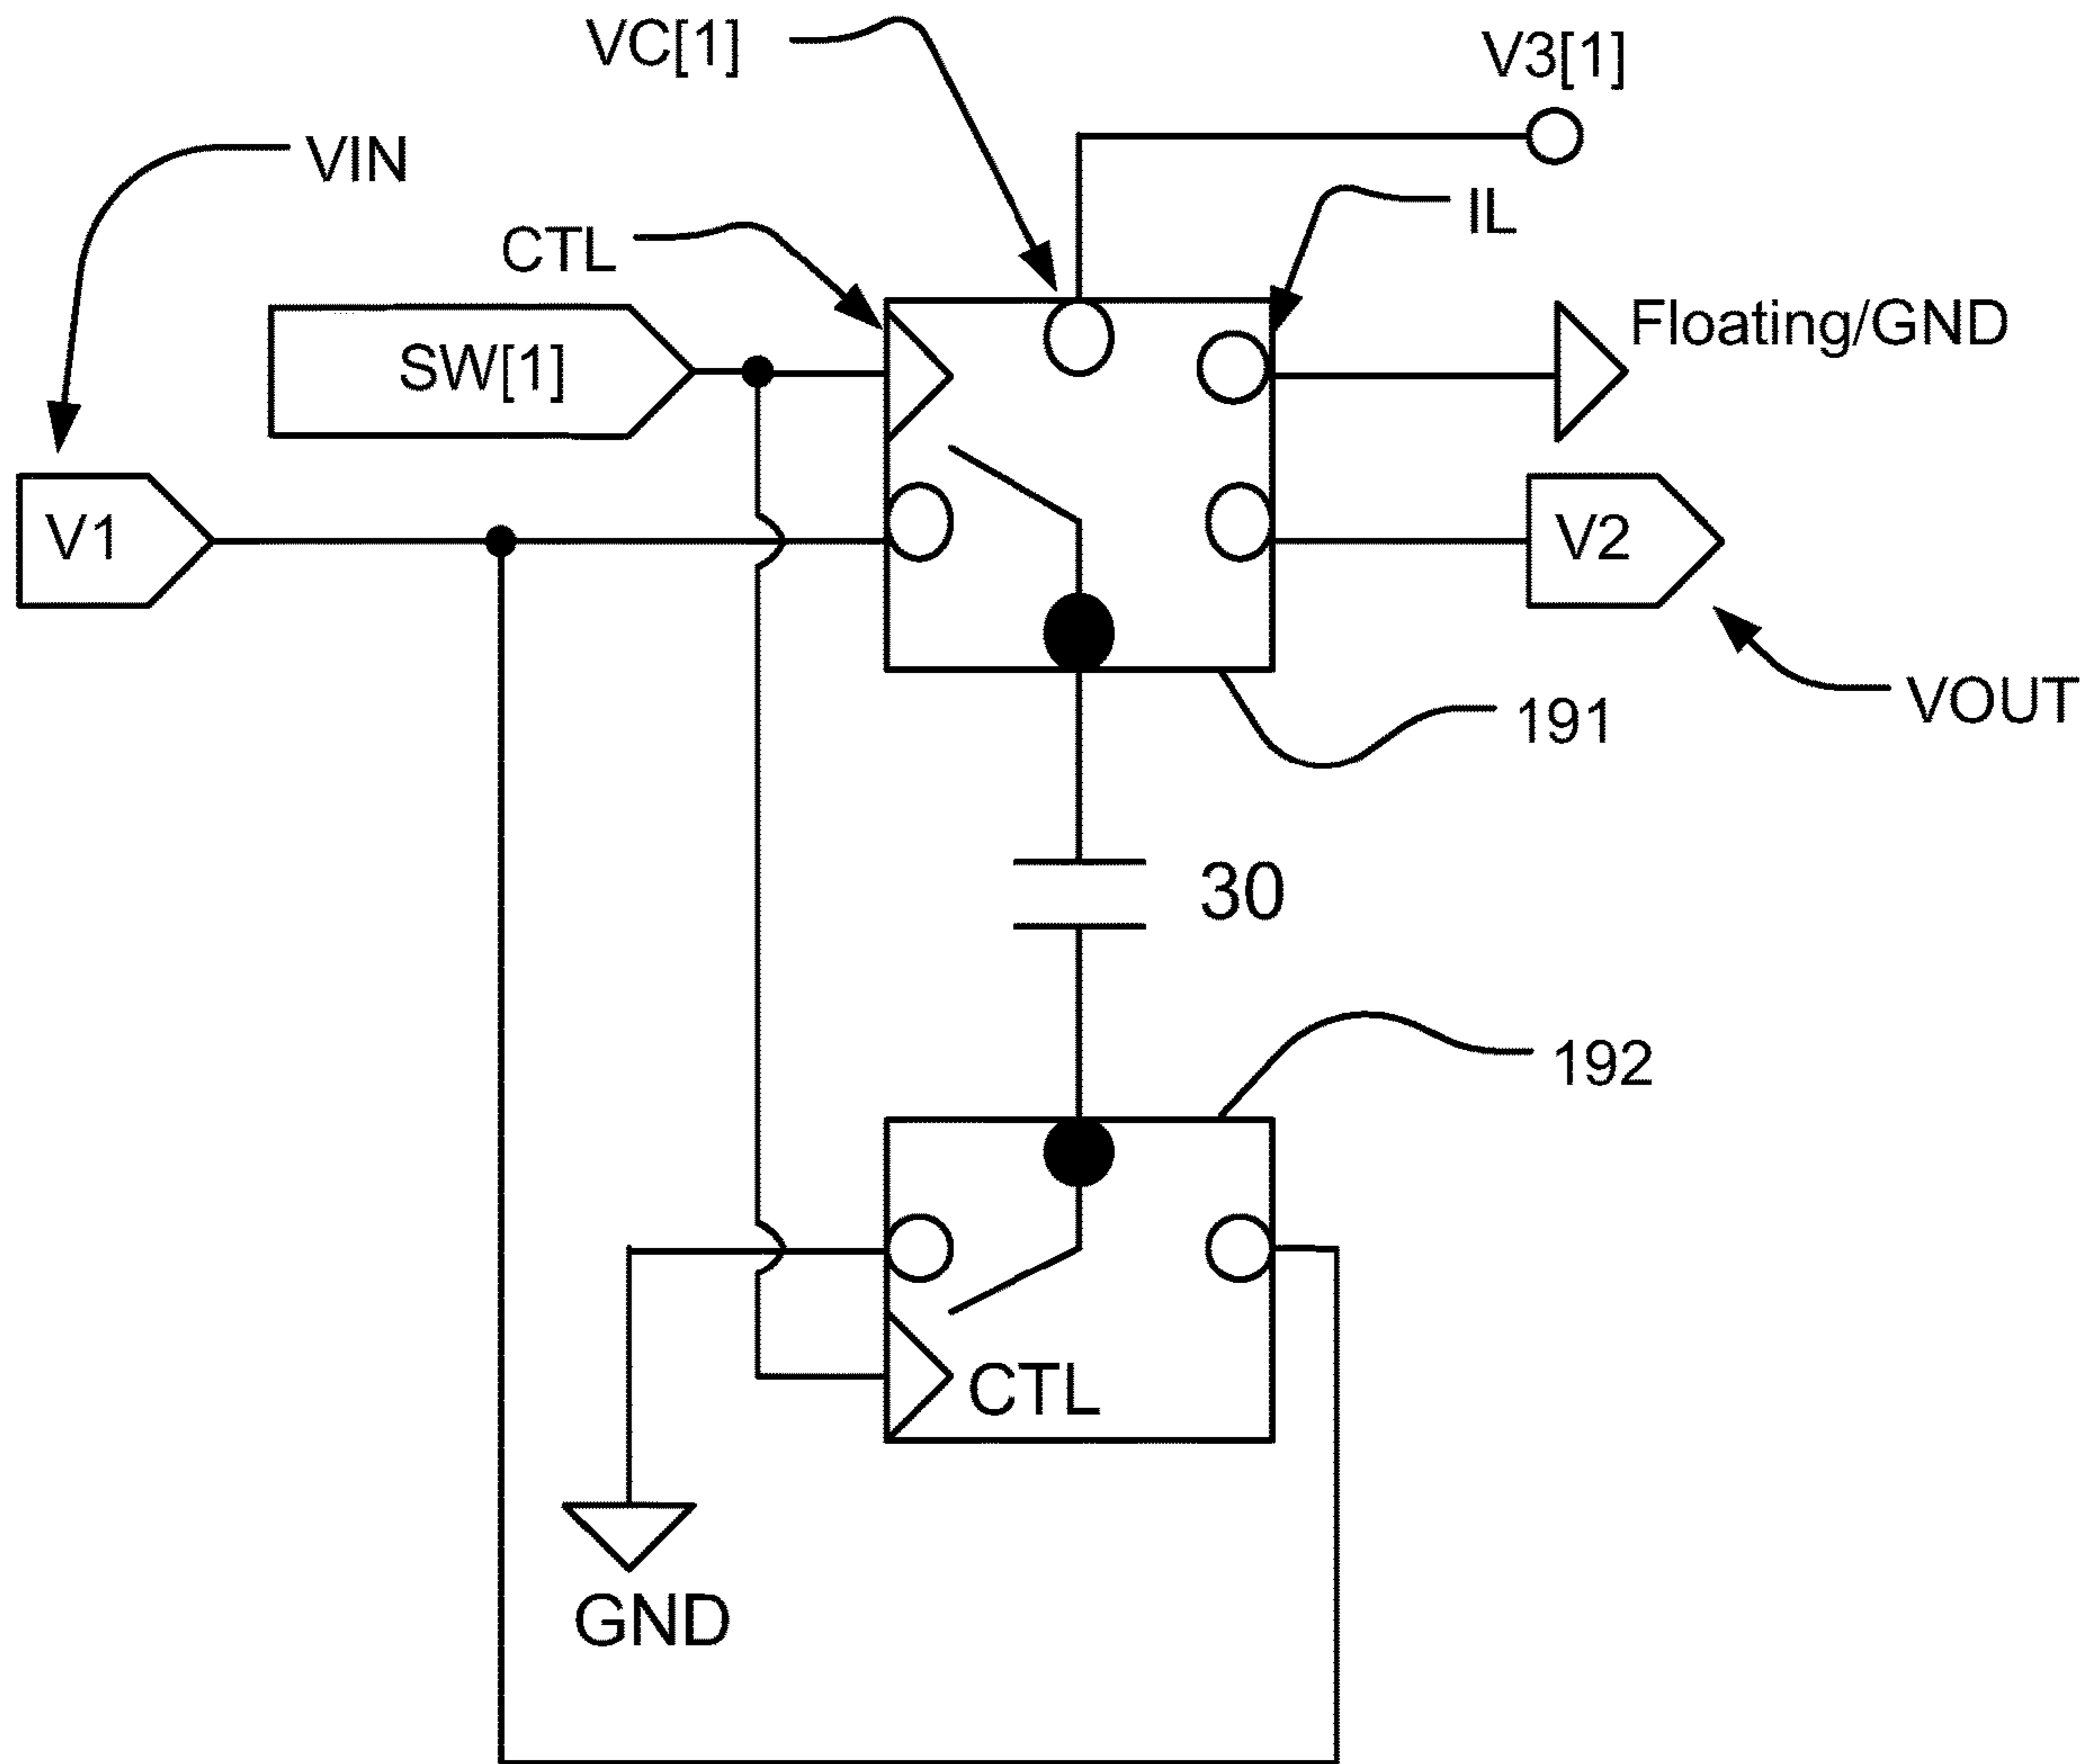 VC[1]
V3[1]
VIN
IL
CTL
Floating/GND
SW[1]
V1
V2
191
VOUT
30
192
CTL
GND